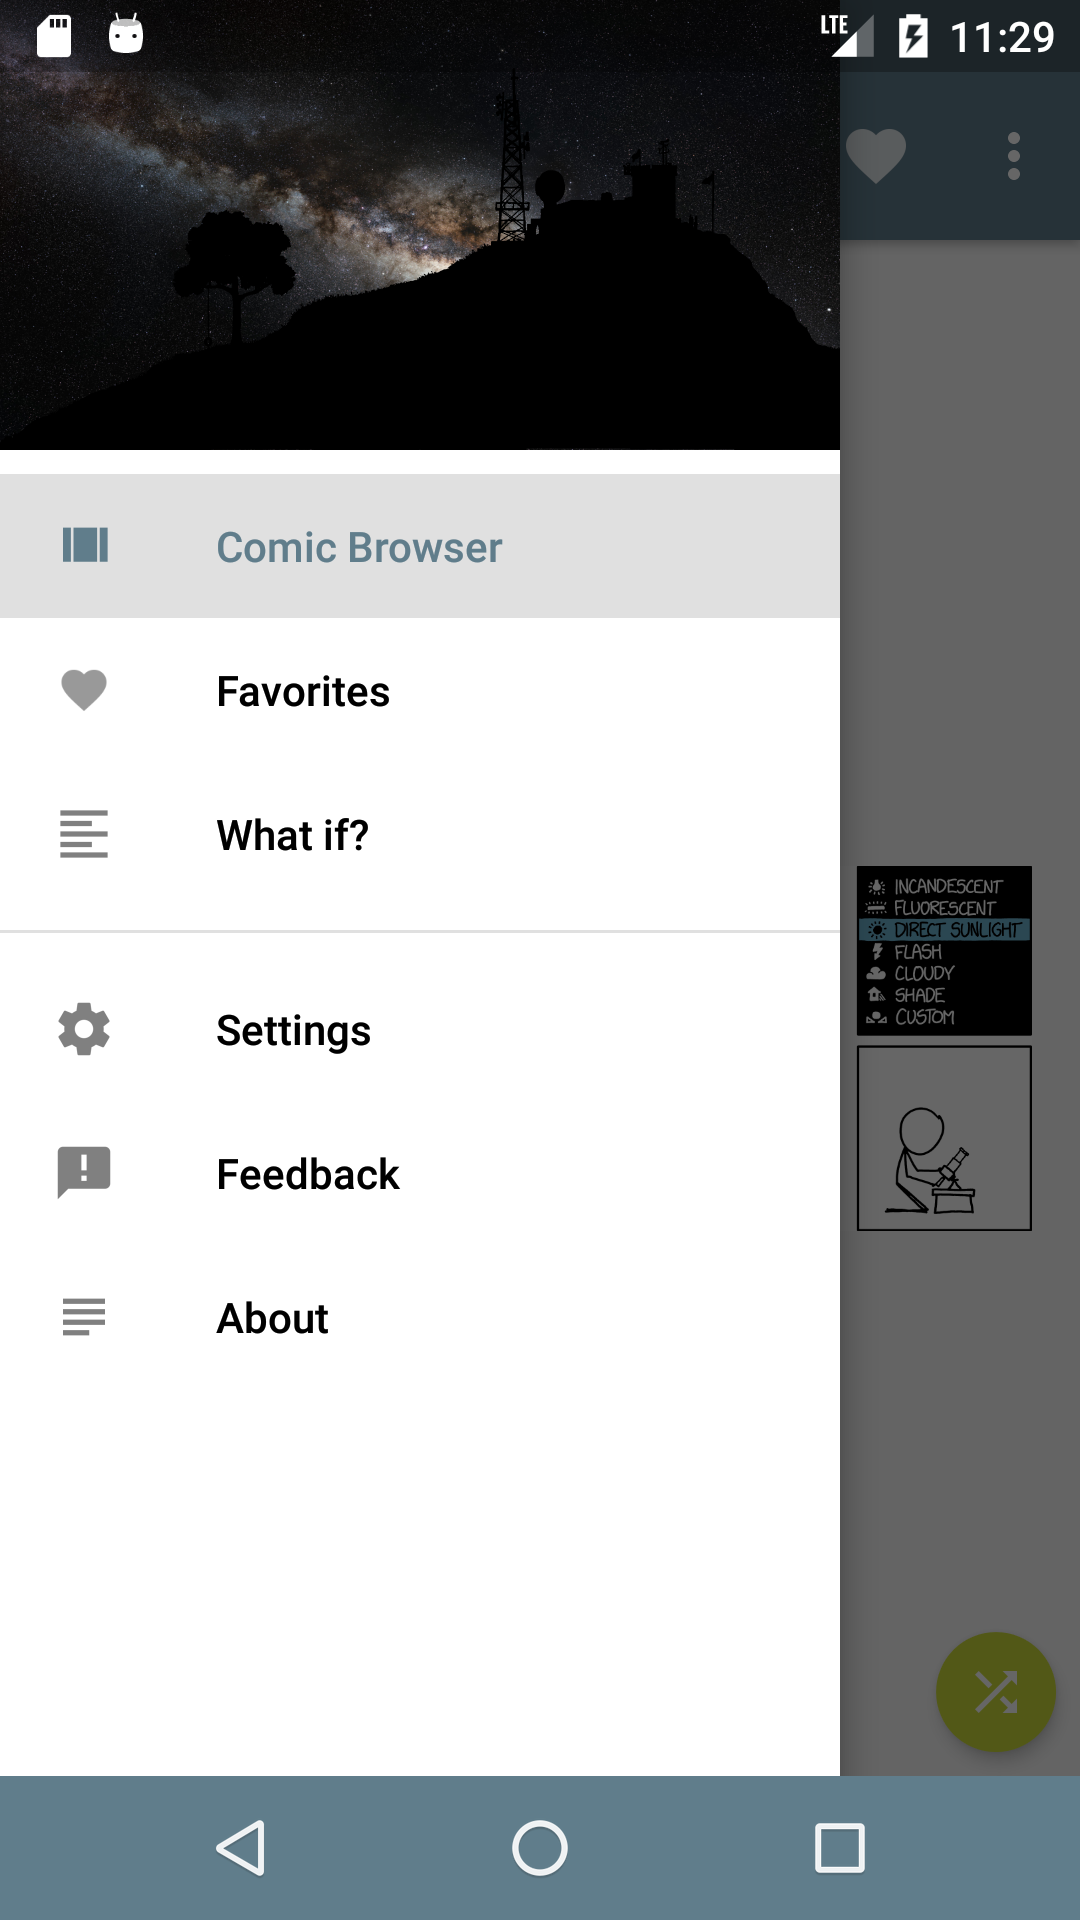 LTE 11:29
Comic Browser
Favorites
What if?
INCANDESCENT
FLUORESCENT
DIRECT SUNLIGHT
FLASH
CLOUDY
SHADE
CUSTOM
Settings
Feedback
About